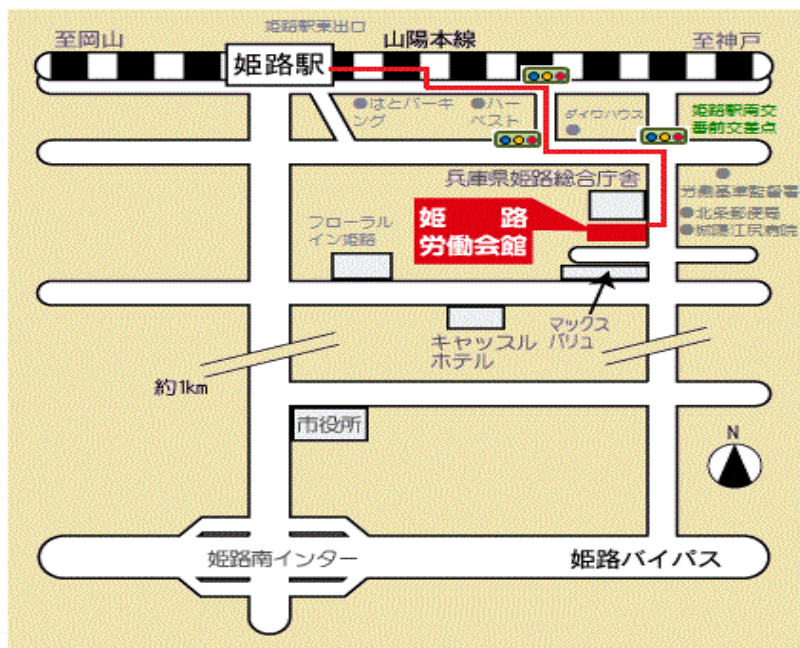 姫路駅東出口
至岡山
山陽本線
至神戸
姫路駅
●はとパーキ
ング
●ハー
ベスト
ダイワハウス
●
姫路駅南交
番前交差点
兵庫県姫路総合庁舎
●
労働基準監督署
●北条郵便局
●城陽江尻病院
姫 路
労働会館
フローラル
イン姫路
キャッスル
ホテル
マックス
バリュ
約1km
市役所
N
姫路南インター
姫路バイパス